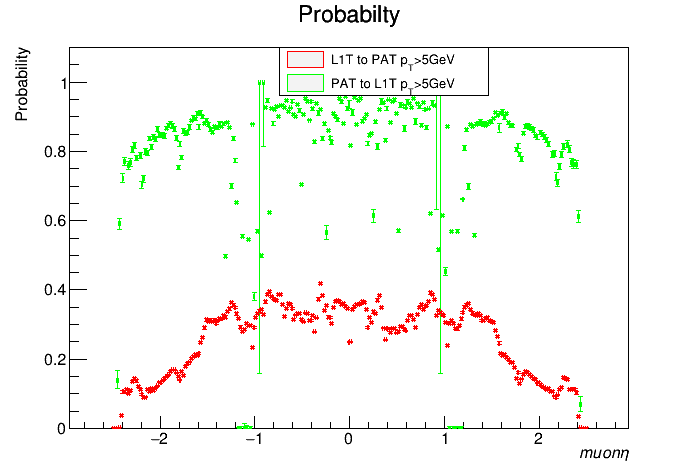 Probabilty
Probability
L1T to PAT p_T>5GeV
PAT to L1T p_T>5GeV
1
0.8
0.6
0.4
0.2
0
−2 −1 0 1 2
muonη